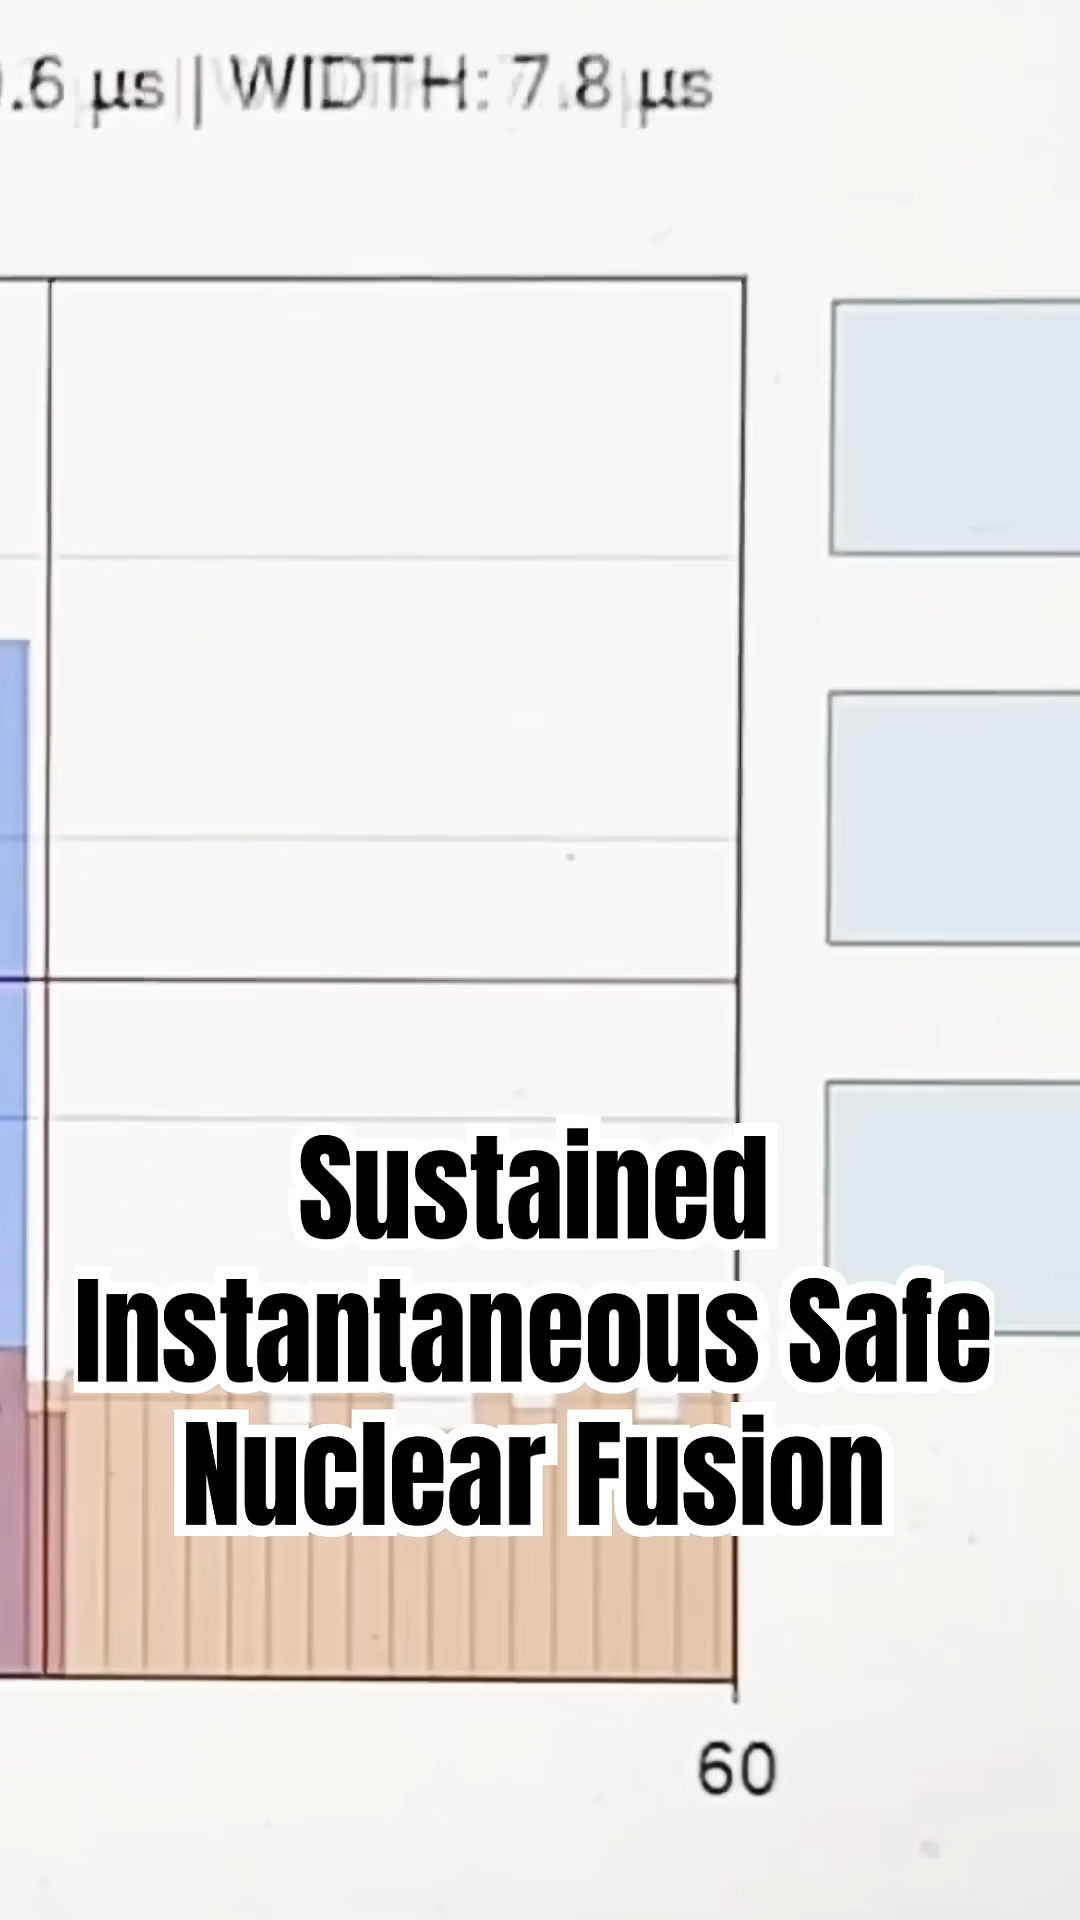 .6 µs | WIDTH: 7.8 µs
Sustained
Instantaneous Safe
Nuclear Fusion
60